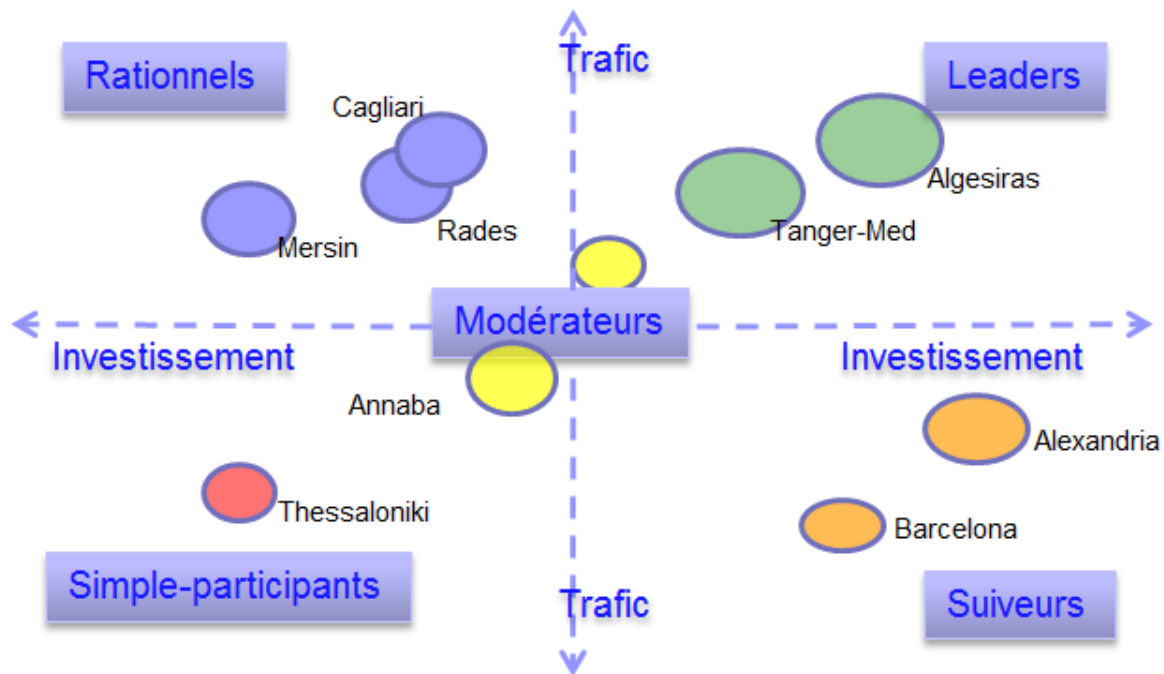 Trafic
Rationnels
Leaders
Cagliari
Algesiras
Rades
Tanger-Med
Mersin
Modérateurs
Investissement
Investissement
Annaba
Alexandria
Thessaloniki
Barcelona
Simple-participants
Trafic
Suiveurs